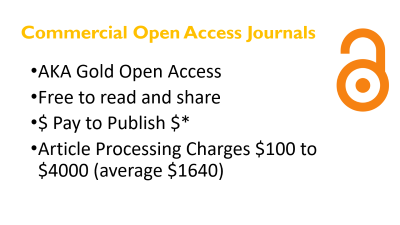 Commercial Open Access Journals
•AKA Gold Open Access
•Free to read and share
•$ Pay to Publish $*
•Article Processing Charges $100 to
$4000 (average $1640)